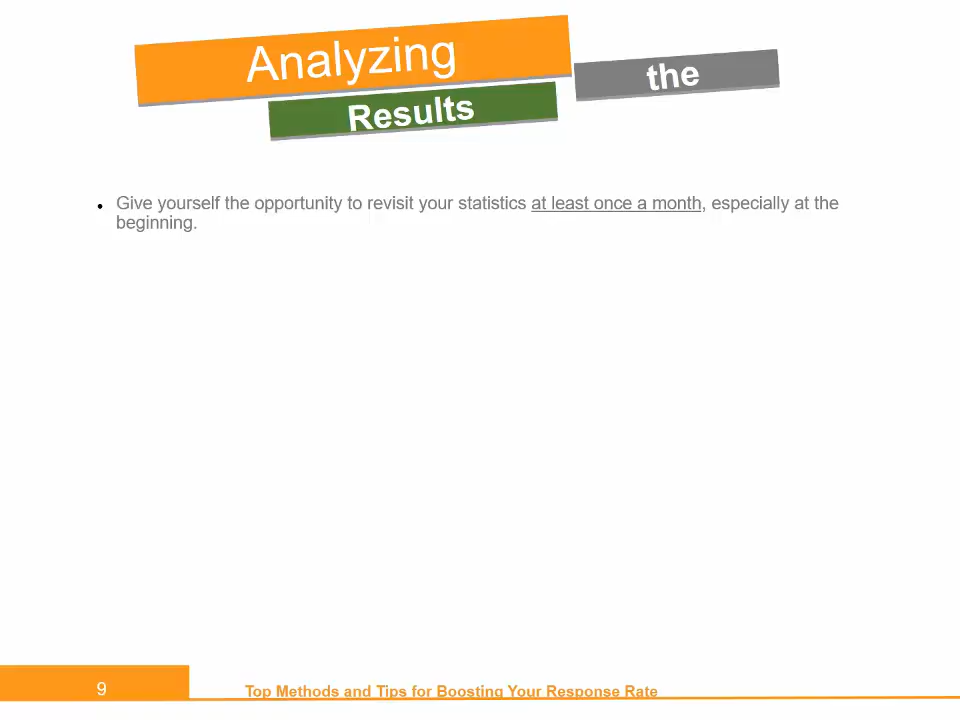 Analyzing
the
Results
• Give yourself the opportunity to revisit your statistics at least once a month, especially at the
beginning.
9
Top Methods and Tips for Boosting Your Response Rate